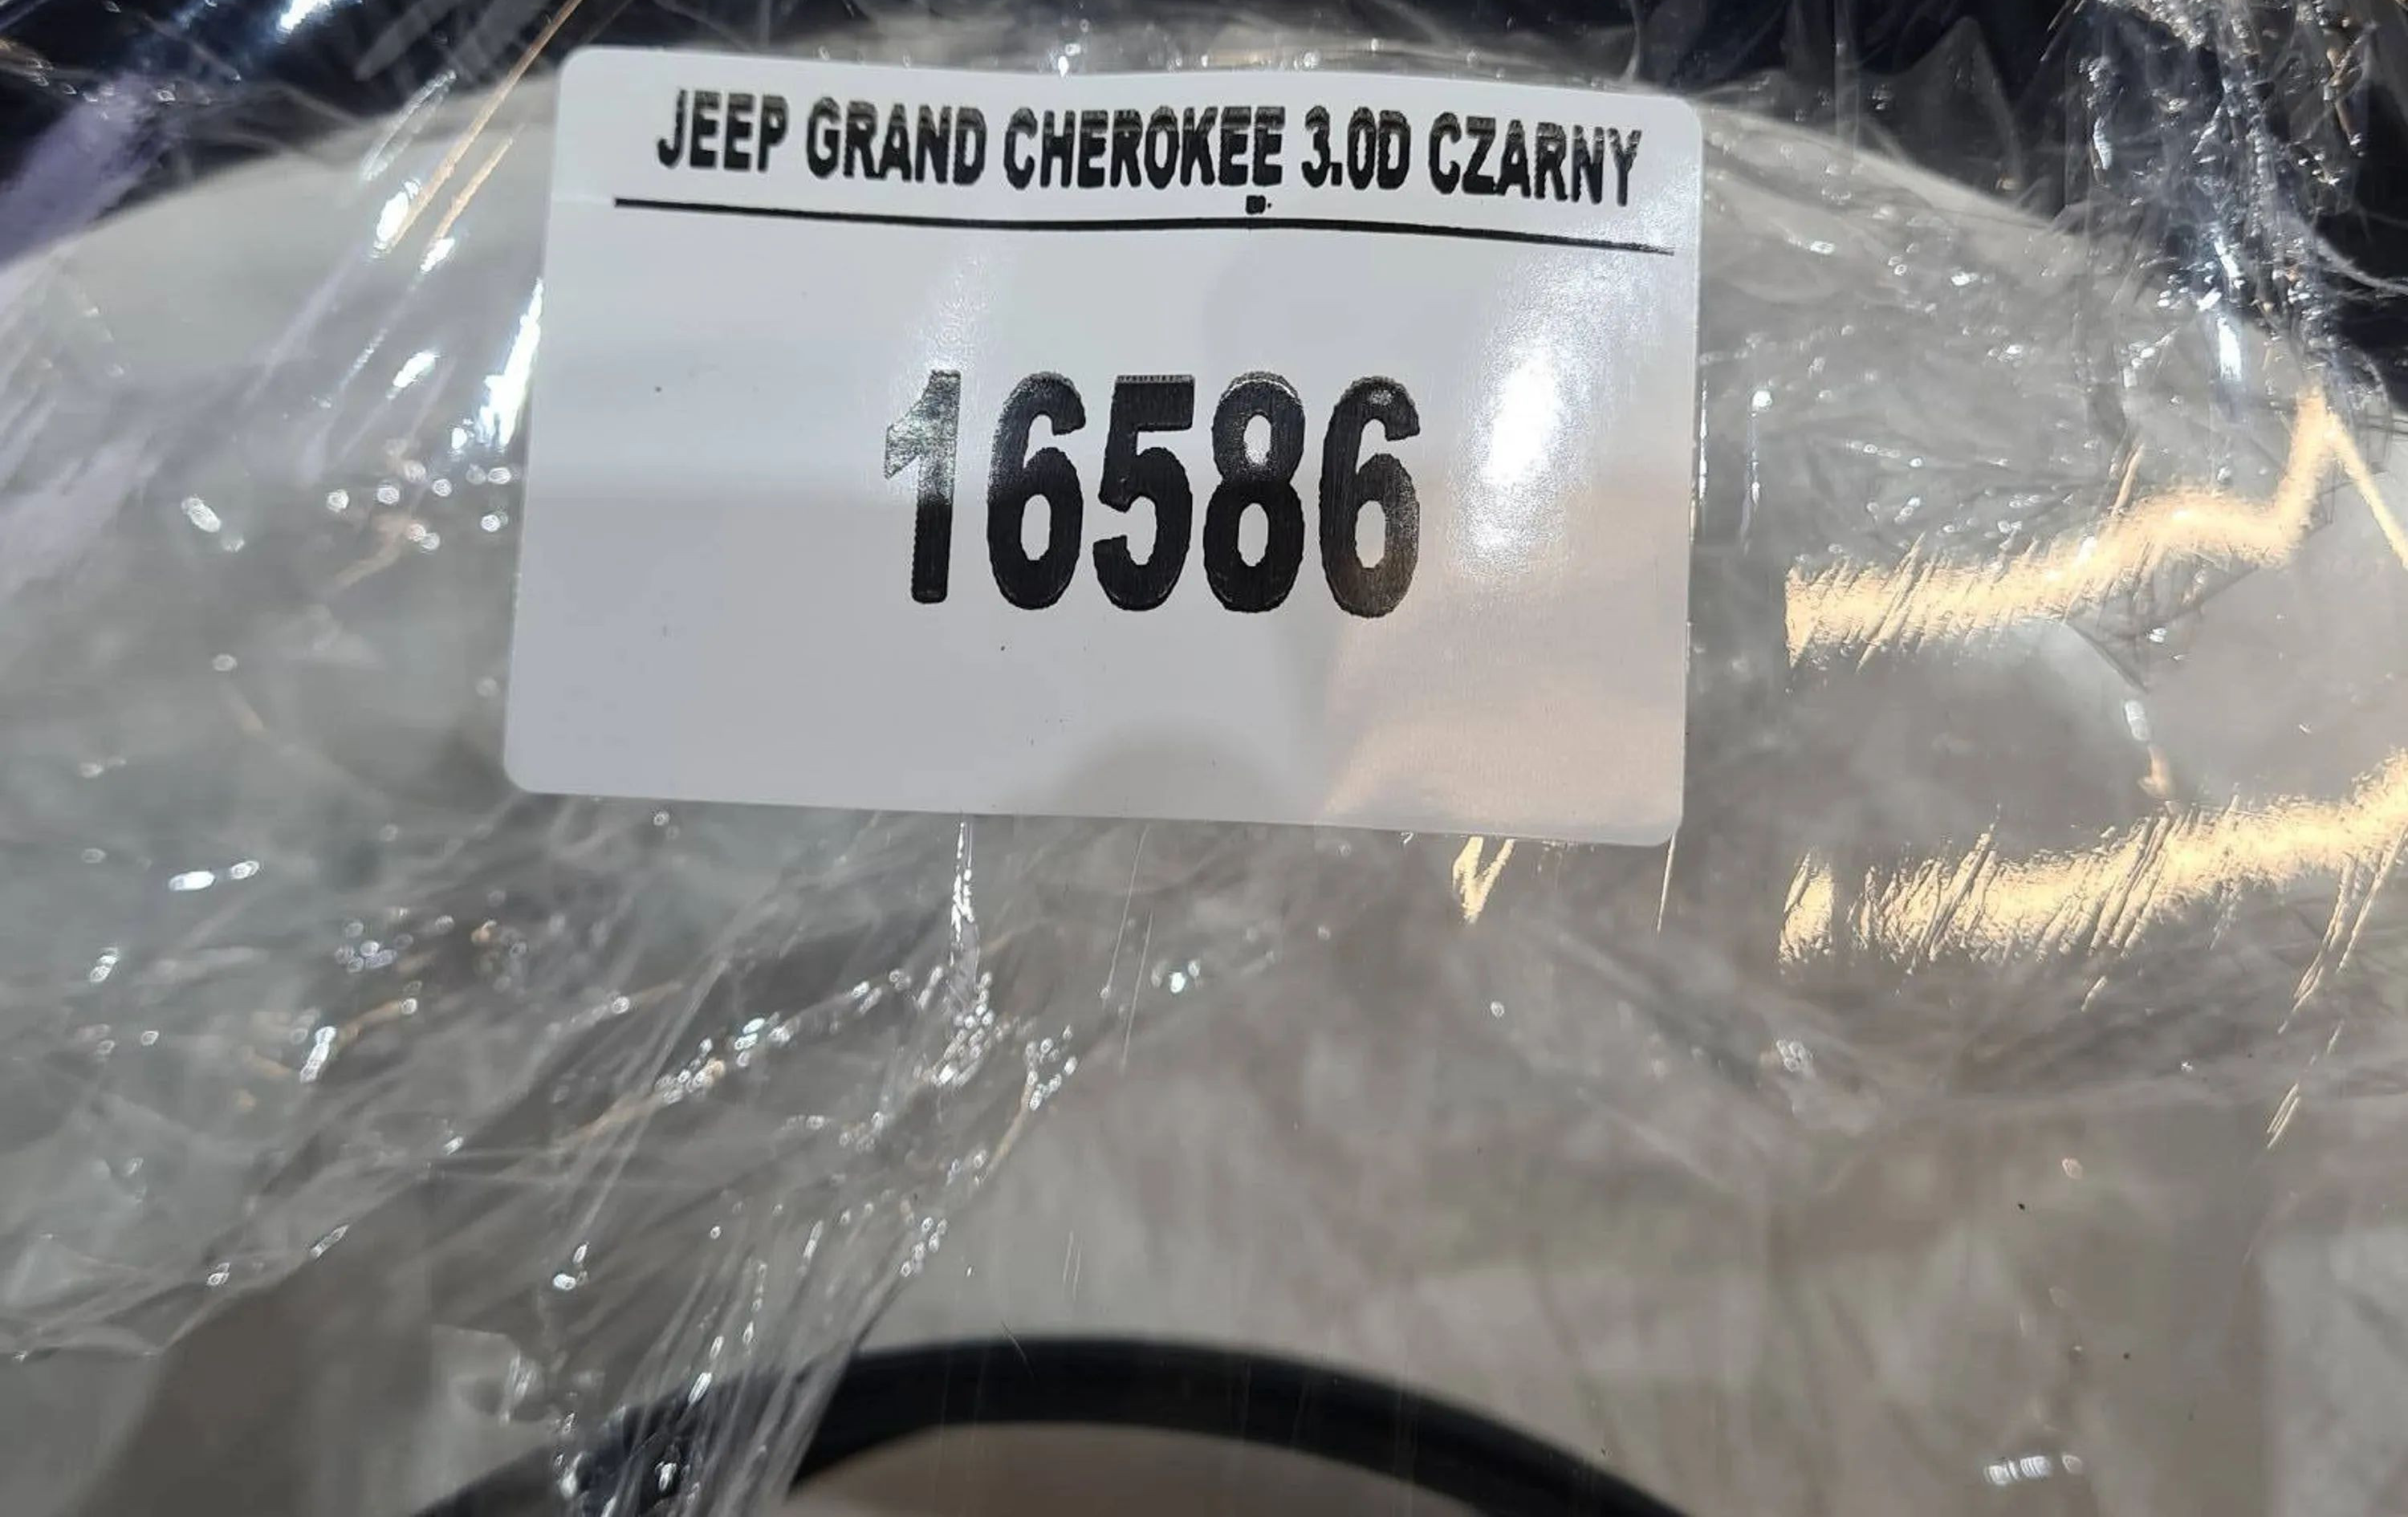 JEEP GRAND CHEROKEE 3.0D CZARNY
16586